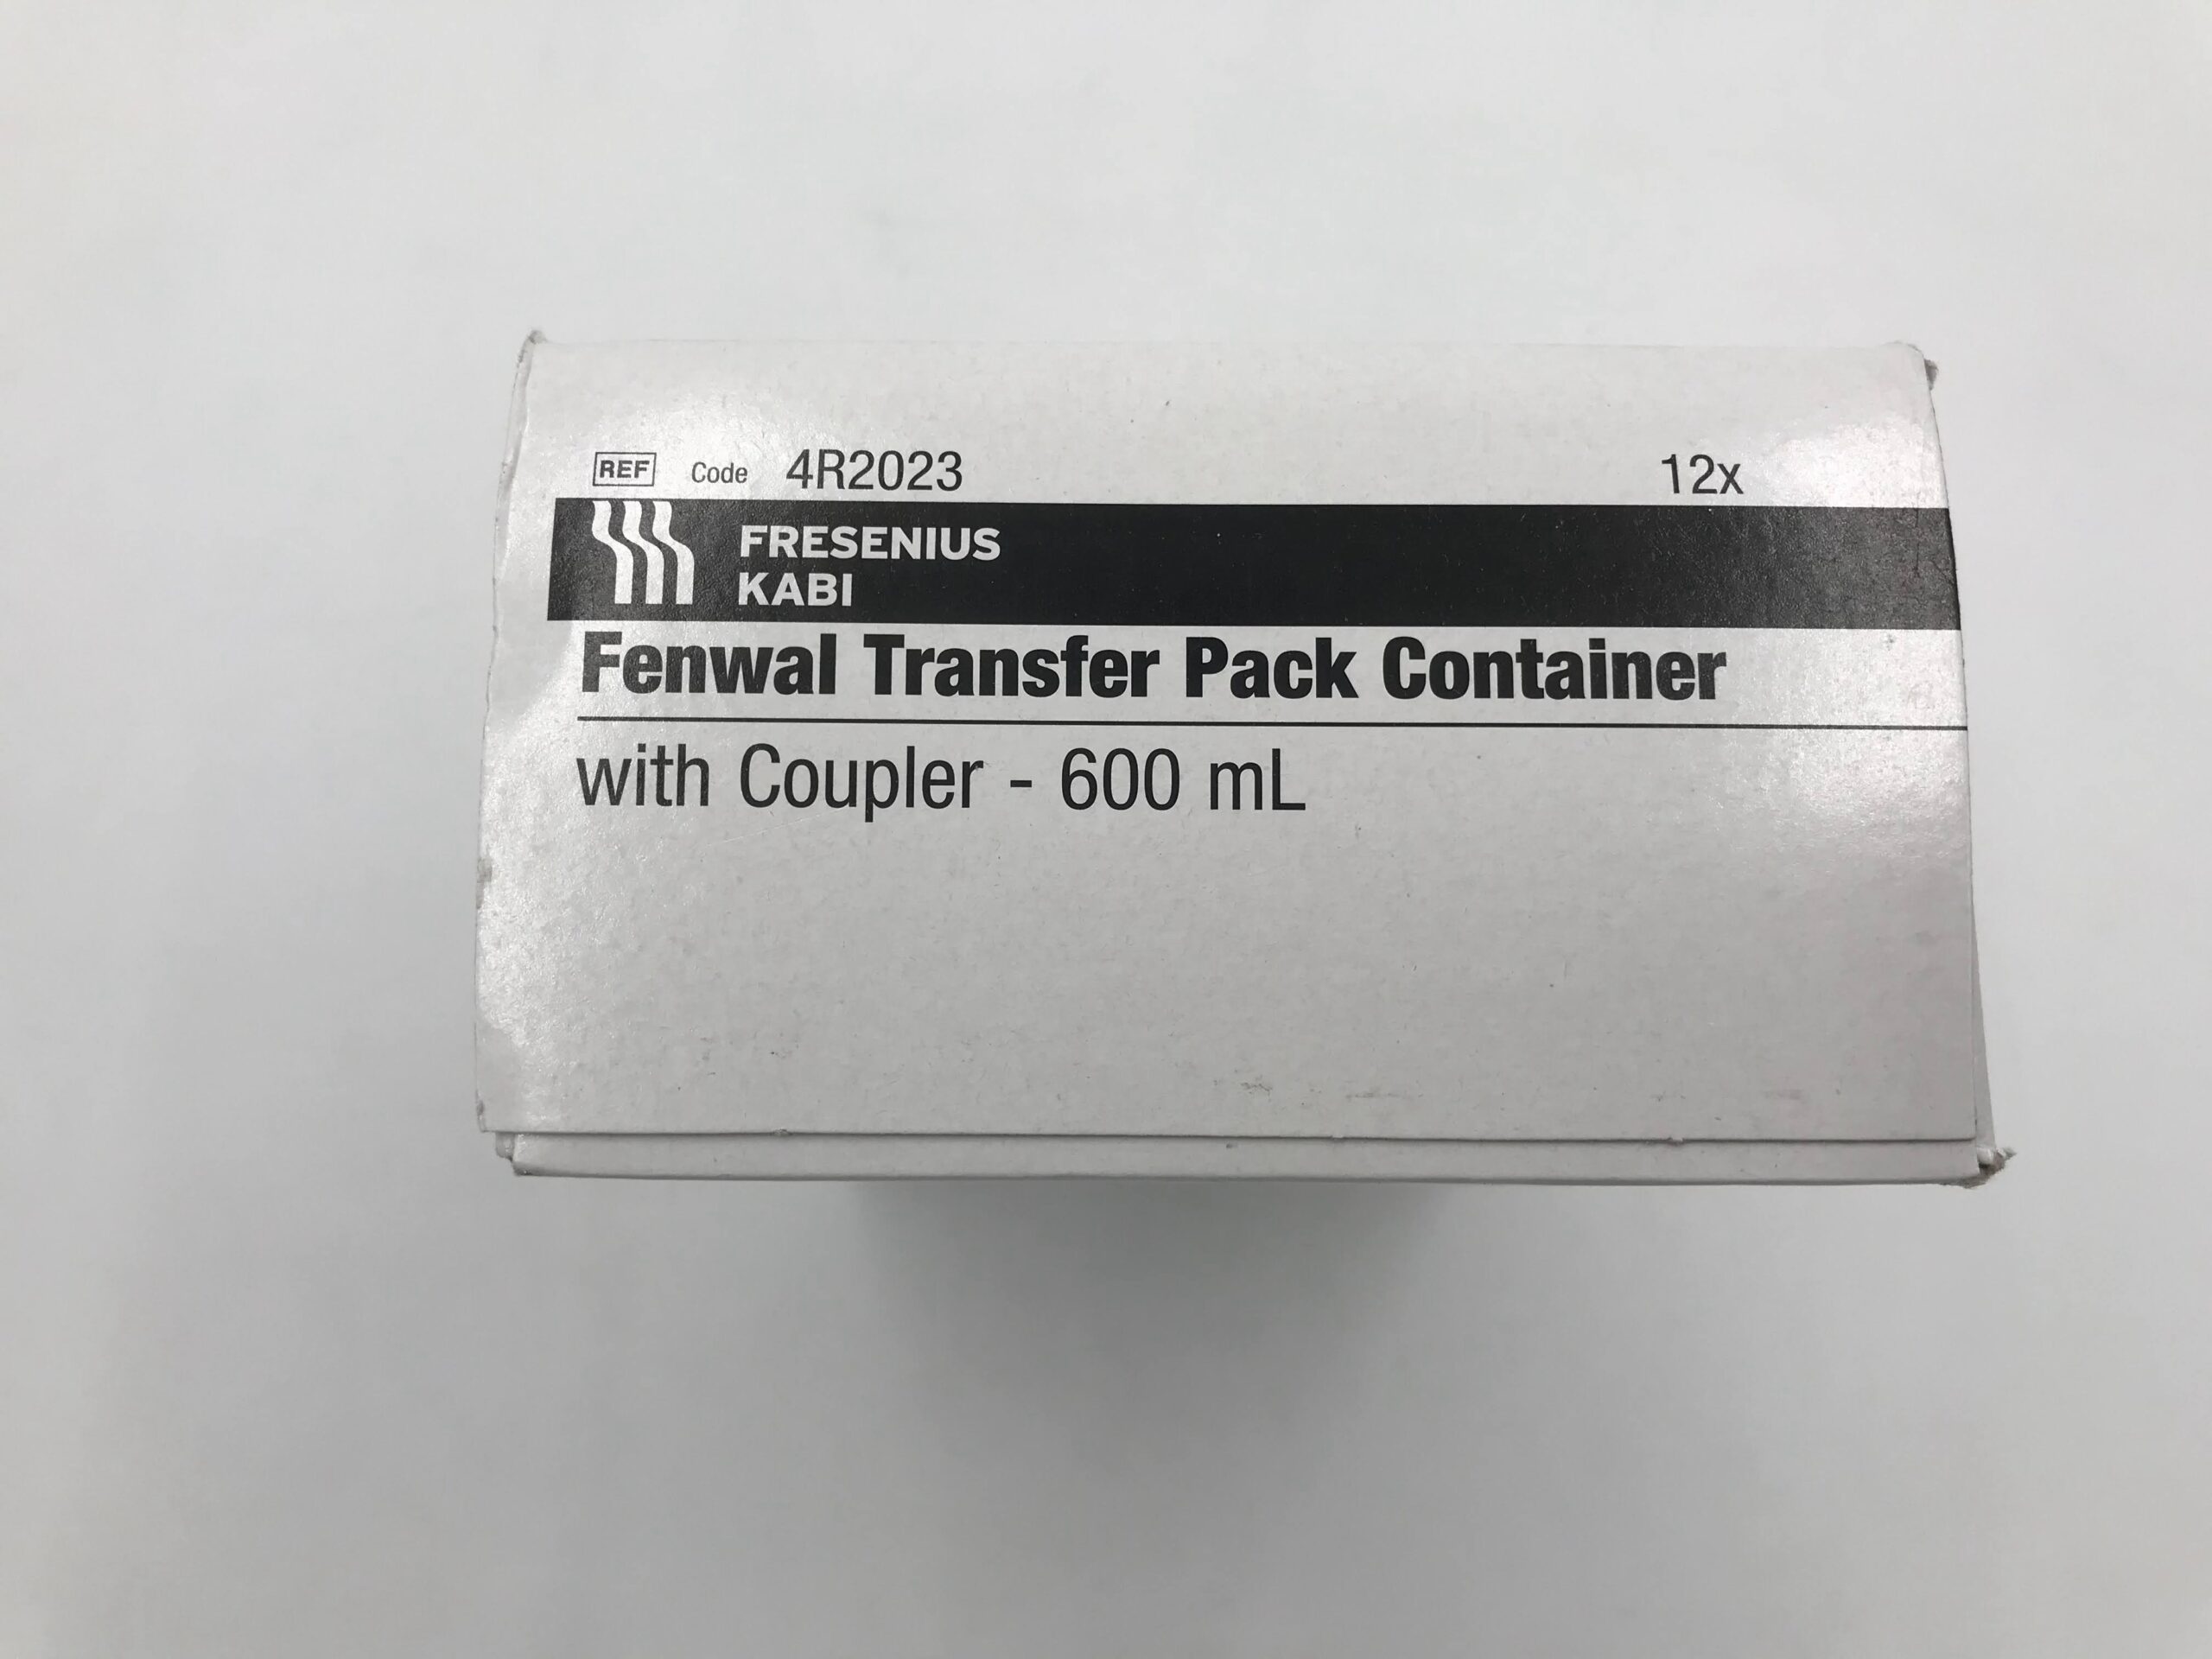 REF Code 4R2023 12x
FRESENIUS
KABI
Fenwal Transfer Pack Container
with Coupler - 600 mL